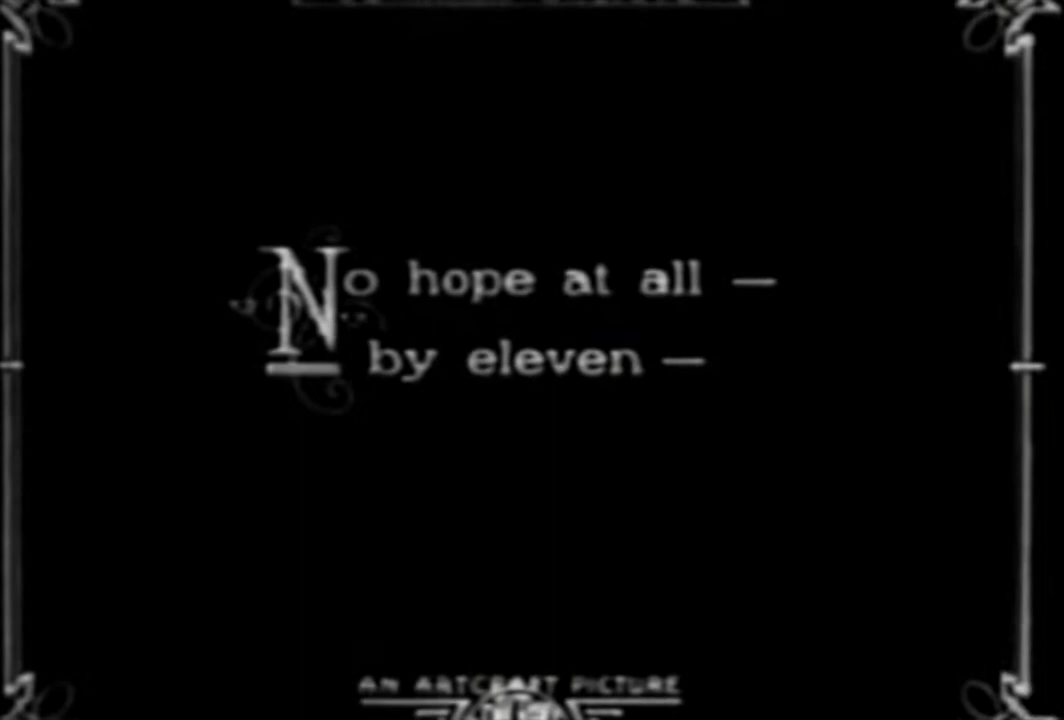 No hope at all —
by eleven —
AN ARTCRAFT PICTURE